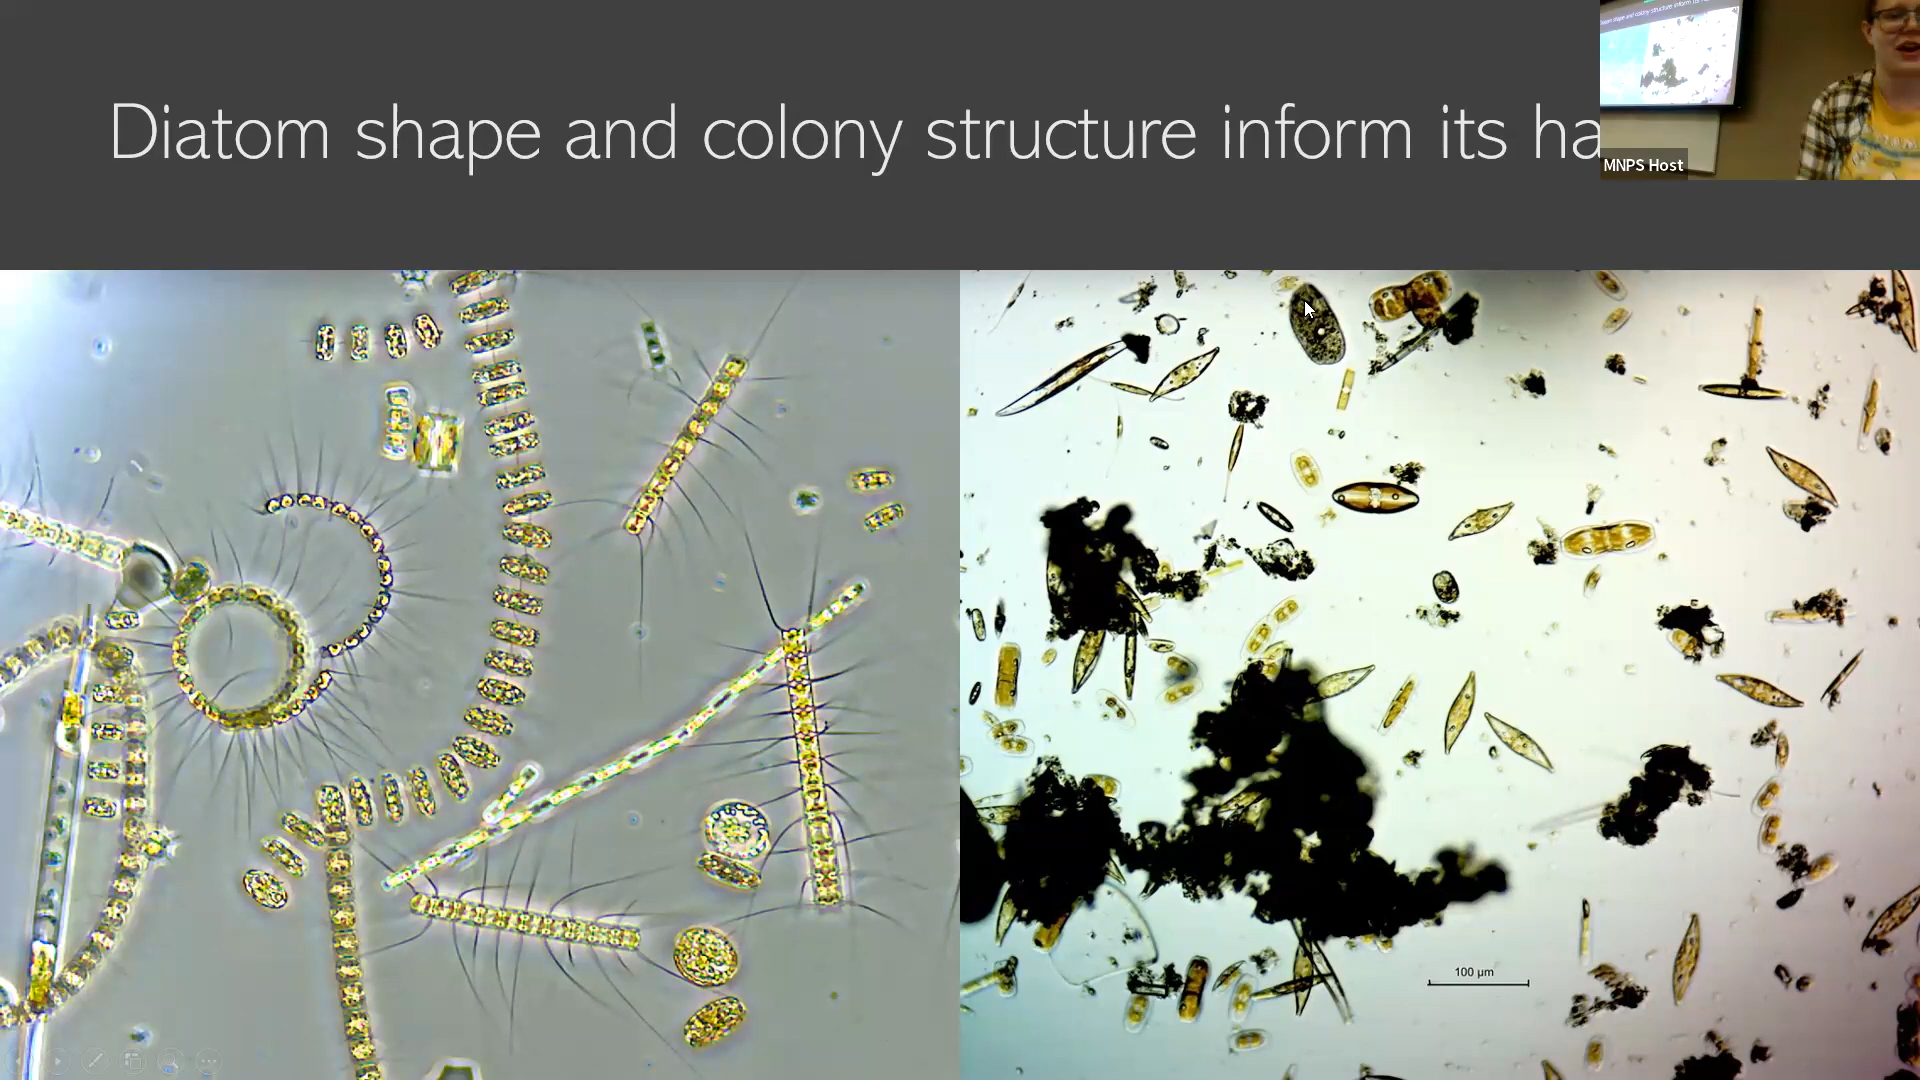 Diatom shape and colony structure inform its ha
MNPS Host
100 µm